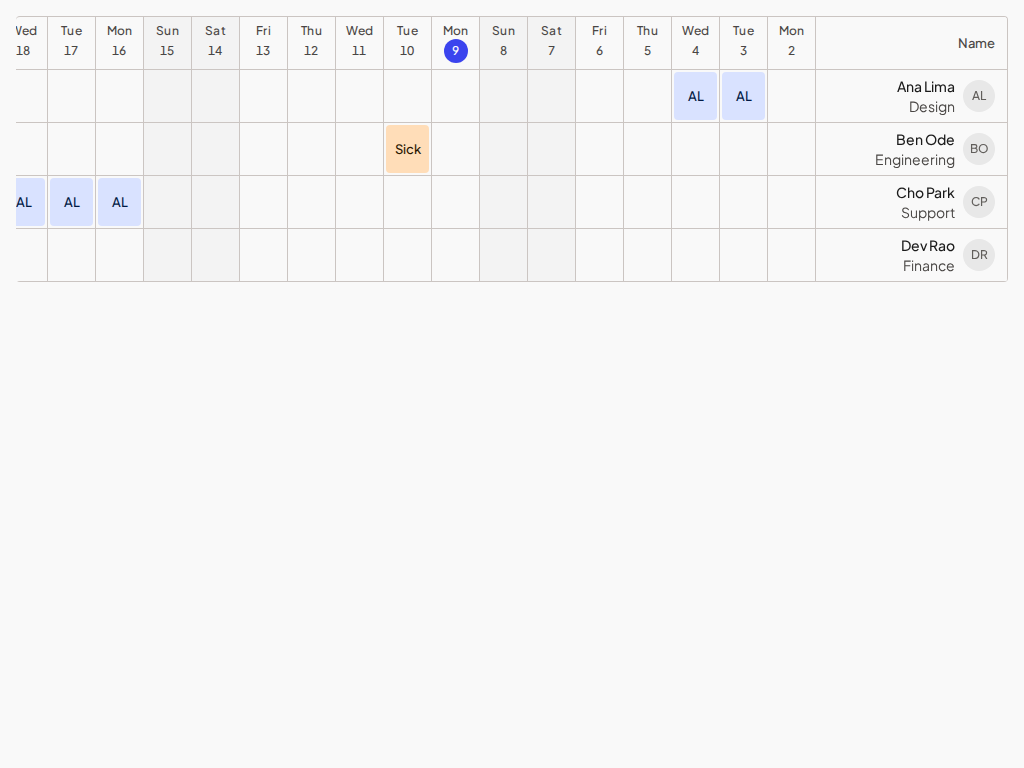 Wed
18
Tue
17
Mon
16
Sun
15
Sat
14
Fri
13
Thu
12
Wed
11
Tue
10
Mon
9
Sun
8
Sat
7
Fri
6
Thu
5
Wed
4
Tue
3
Mon
2
Name
AL
AL
Ana Lima
Design
AL
Sick
Ben Ode
Engineering
BO
AL
AL
AL
Cho Park
Support
CP
Dev Rao
Finance
DR